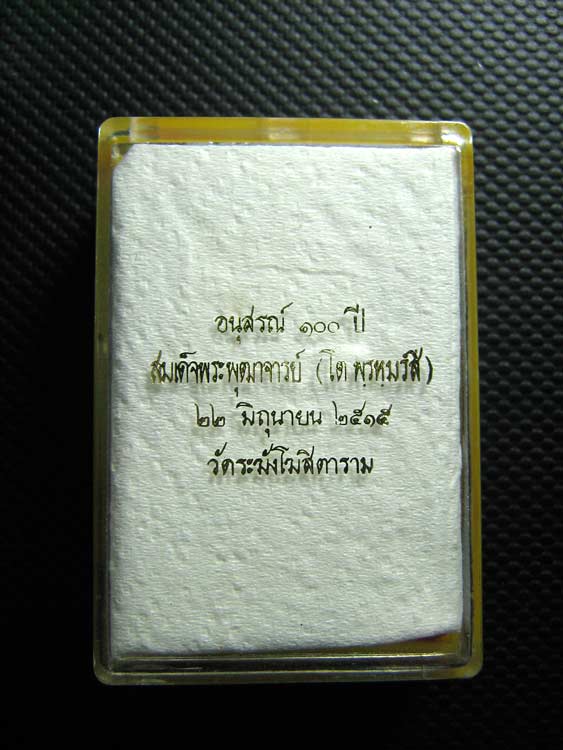 อนุสรณ์ ๑๐๐ ปี
สมเด็จพระพุฒาจารย์ (โต พฺรหฺมรํสี)
๒๒ มิถุนายน ๒๕๑๕
วัดระฆังโฆสิตาราม